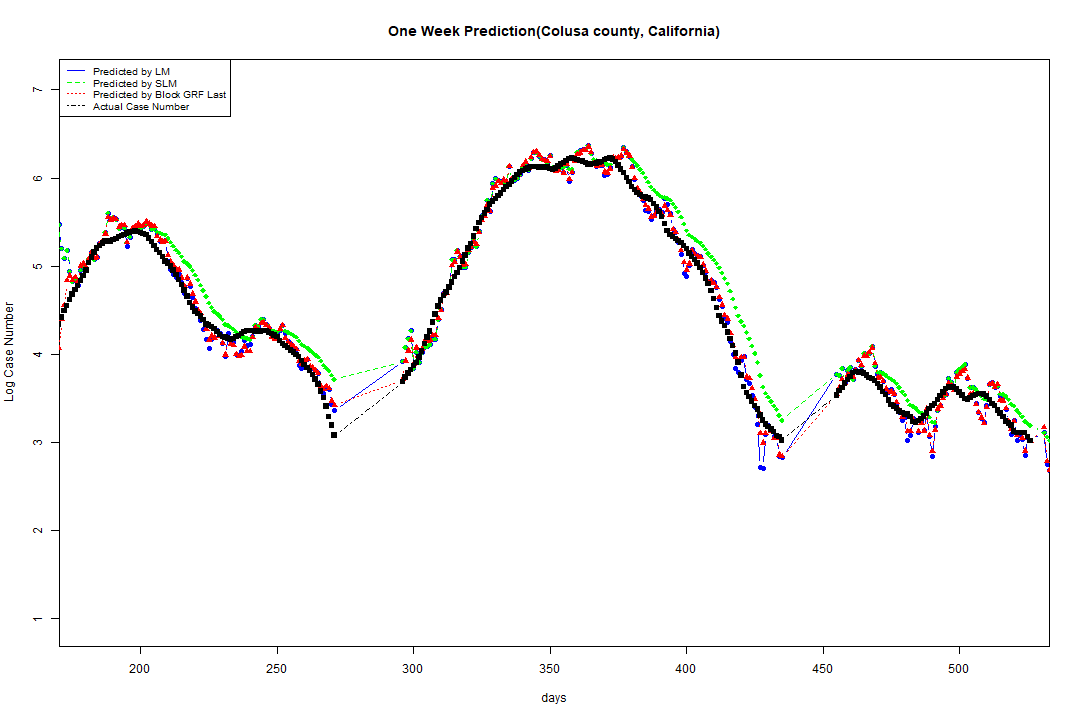 One Week Prediction(Colusa county, California)
Predicted by LM
Predicted by SLM
Predicted by Block GRF Last
Actual Case Number
Log Case Number
7
6
5
4
3
2
1
200 250 300 350 400 450 500
days